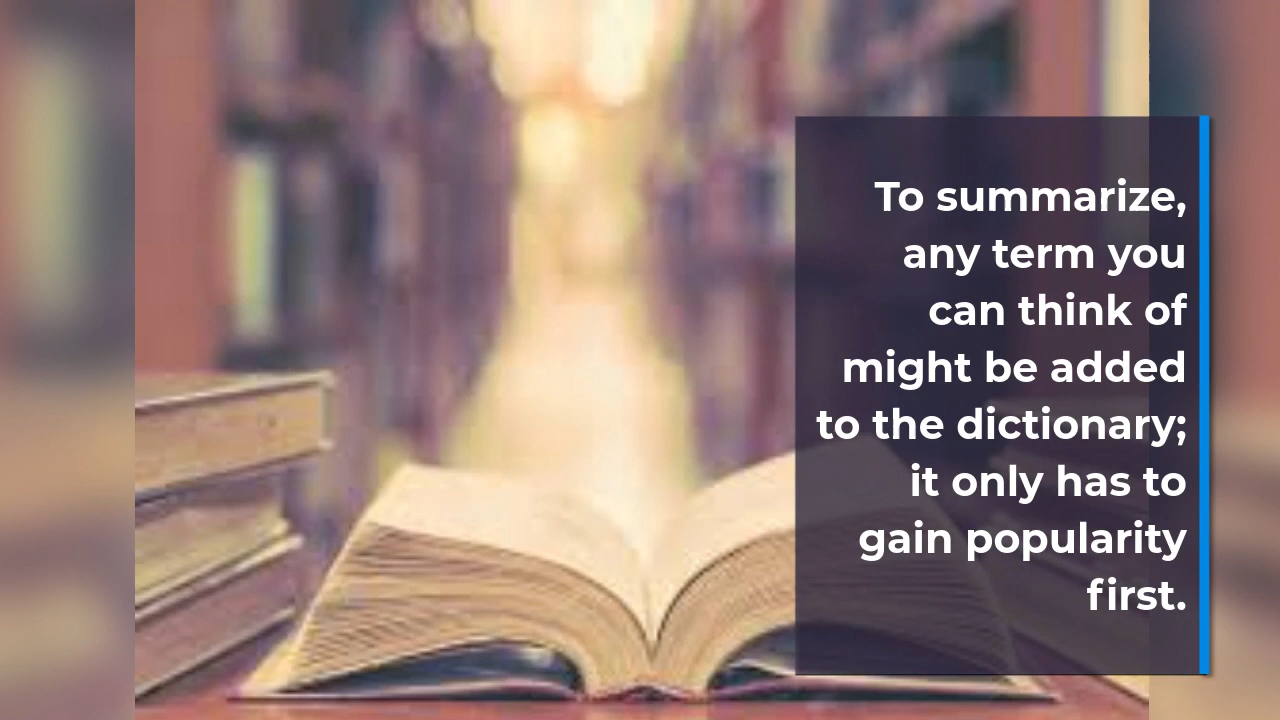 To summarize,
any term you
can think of
might be added
to the dictionary;
it only has to
gain popularity
first.